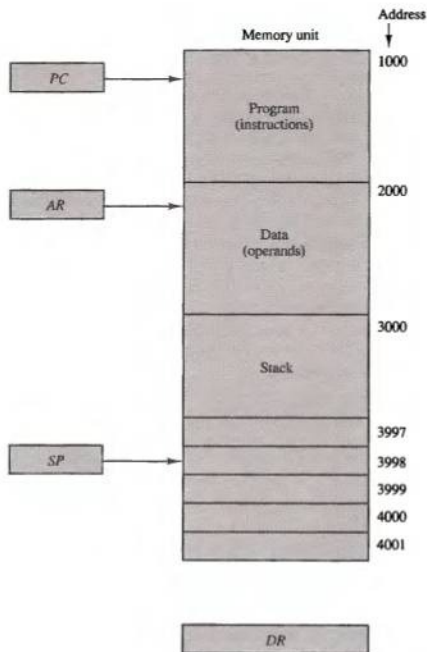 Address
Memory unit
1000
PC
Program
(instructions)
2000
AR
Data
(operands)
3000
Stack
3997
SP
3998
3999
4000
4001
DR